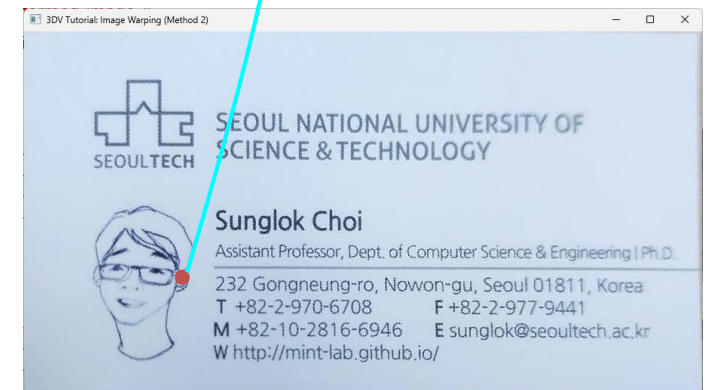 3DV Tutorial: Image Warping (Method 2)
SEOULTECH
SEOUL NATIONAL UNIVERSITY OF
SCIENCE & TECHNOLOGY
Sunglok Choi
Assistant Professor, Dept. of Computer Science & Engineering | Ph.D.
232 Gongneung-ro, Nowon-gu, Seoul 01811, Korea
T +82-2-970-6708 F +82-2-977-9441
M +82-10-2816-6946 E sunglok@seoultech.ac.kr
W http://mint-lab.github.io/